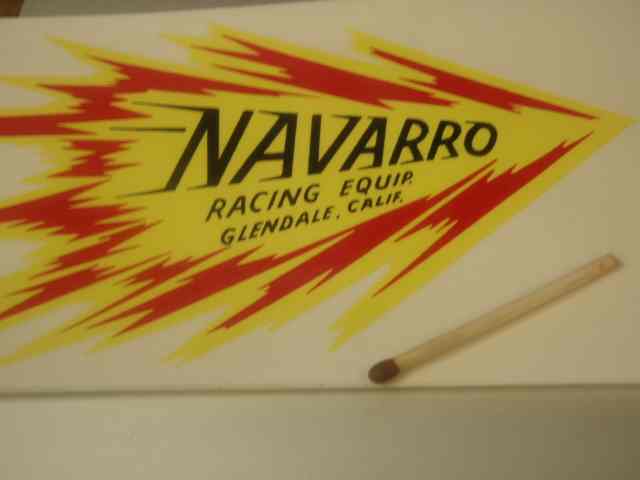 NAVARRO
RACING EQUIP.
GLENDALE, CALIF.